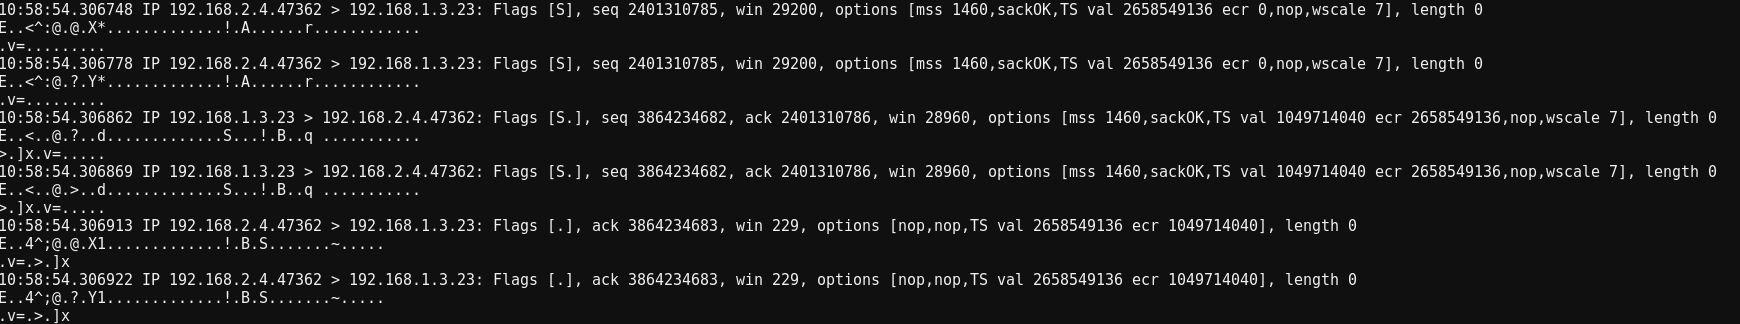 10:58:54.306748 IP 192.168.2.4.47362 > 192.168.1.3.23: Flags [S], seq 2401310785, win 29200, options [mss 1460,sackOK,TS val 2658549136 ecr 0,nop,wscale 7], length 0
E..<^:@.@.X*.............!.A......r............
.v=.........
10:58:54.306778 IP 192.168.2.4.47362 > 192.168.1.3.23: Flags [S], seq 2401310785, win 29200, options [mss 1460,sackOK,TS val 2658549136 ecr 0,nop,wscale 7], length 0
E..<^:@.?.Y*.............!.A......r............
.v=.........
10:58:54.306862 IP 192.168.1.3.23 > 192.168.2.4.47362: Flags [S.], seq 3864234682, ack 2401310786, win 28960, options [mss 1460,sackOK,TS val 1049714040 ecr 2658549136,nop,wscale 7], length 0
E..<..@.?..d.............S...!.B..q ...........
>.]x.v=.....
10:58:54.306869 IP 192.168.1.3.23 > 192.168.2.4.47362: Flags [S.], seq 3864234682, ack 2401310786, win 28960, options [mss 1460,sackOK,TS val 1049714040 ecr 2658549136,nop,wscale 7], length 0
E..<..@.>..d.............S...!.B..q ...........
>.]x.v=.....
10:58:54.306913 IP 192.168.2.4.47362 > 192.168.1.3.23: Flags [.], ack 3864234683, win 229, options [nop,nop,TS val 2658549136 ecr 1049714040], length 0
E..4^;@.@.X1.............!.B.S.......~.....
.v=.>.]x
10:58:54.306922 IP 192.168.2.4.47362 > 192.168.1.3.23: Flags [.], ack 3864234683, win 229, options [nop,nop,TS val 2658549136 ecr 1049714040], length 0
E..4^;@.?.Y1.............!.B.S.......~.....
.v=.>.]x